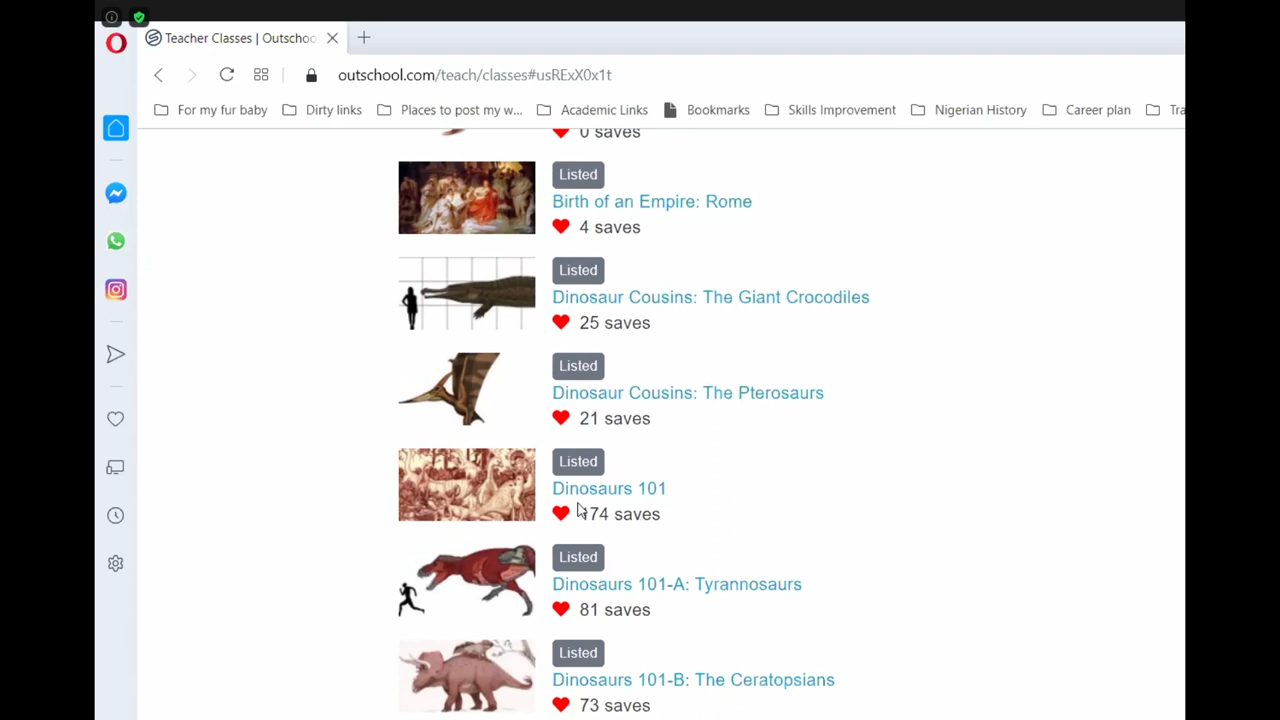 Teacher Classes | Outschoo
outschool.com/teach/classes#usRExX0x1t
For my fur baby
Dirty links
Places to post my w...
Academic Links
Bookmarks
Skills Improvement
Nigerian History
Career plan
Tra
0 saves
Listed
Birth of an Empire: Rome
4 saves
Listed
Dinosaur Cousins: The Giant Crocodiles
25 saves
Listed
Dinosaur Cousins: The Pterosaurs
21 saves
Listed
Dinosaurs 101
174 saves
Listed
Dinosaurs 101-A: Tyrannosaurs
81 saves
Listed
Dinosaurs 101-B: The Ceratopsians
73 saves